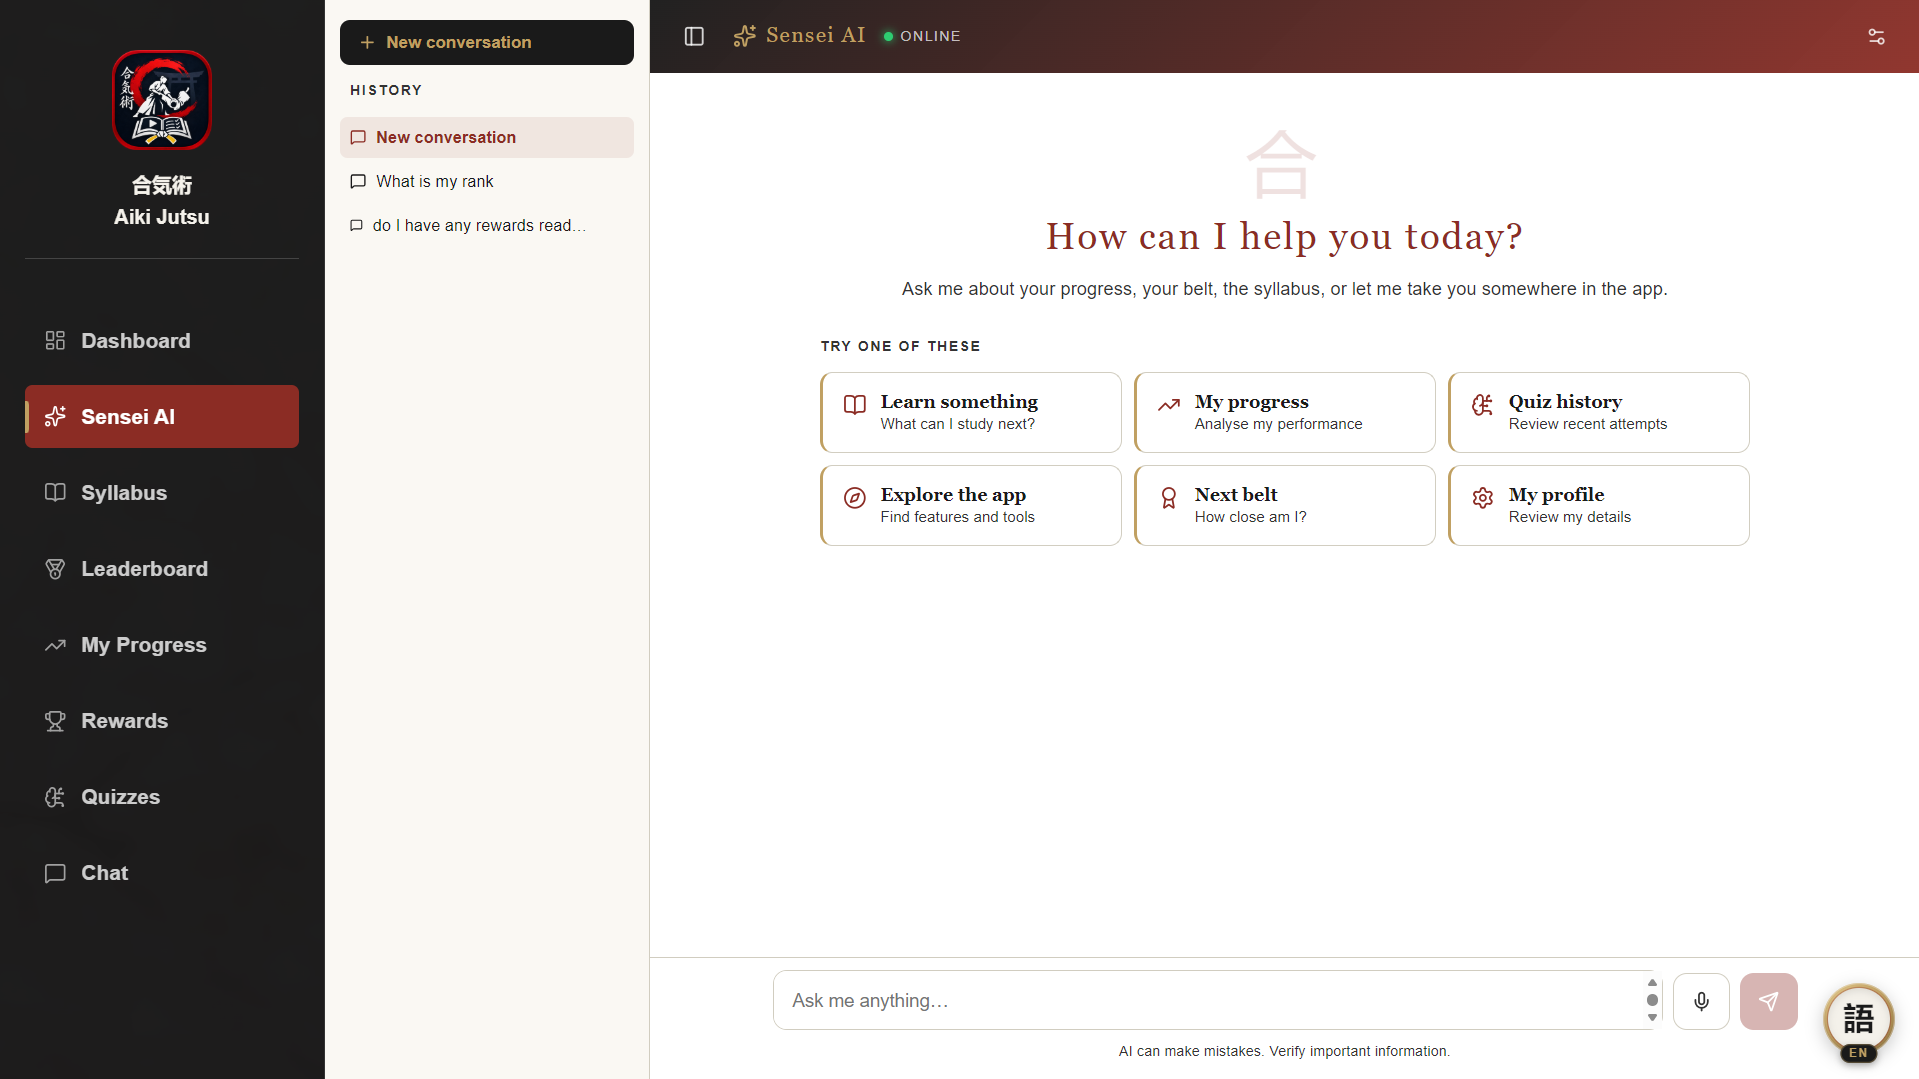 合気術
合気術
Aiki Jutsu
Dashboard
Sensei AI
Syllabus
Leaderboard
My Progress
Rewards
Quizzes
Chat
New conversation
HISTORY
New conversation
What is my rank
do I have any rewards read…
Sensei AI
ONLINE
合
How can I help you today?
Ask me about your progress, your belt, the syllabus, or let me take you somewhere in the app.
TRY ONE OF THESE
Learn something
What can I study next?
My progress
Analyse my performance
Quiz history
Review recent attempts
Explore the app
Find features and tools
Next belt
How close am I?
My profile
Review my details
Ask me anything…
AI can make mistakes. Verify important information.
語
EN